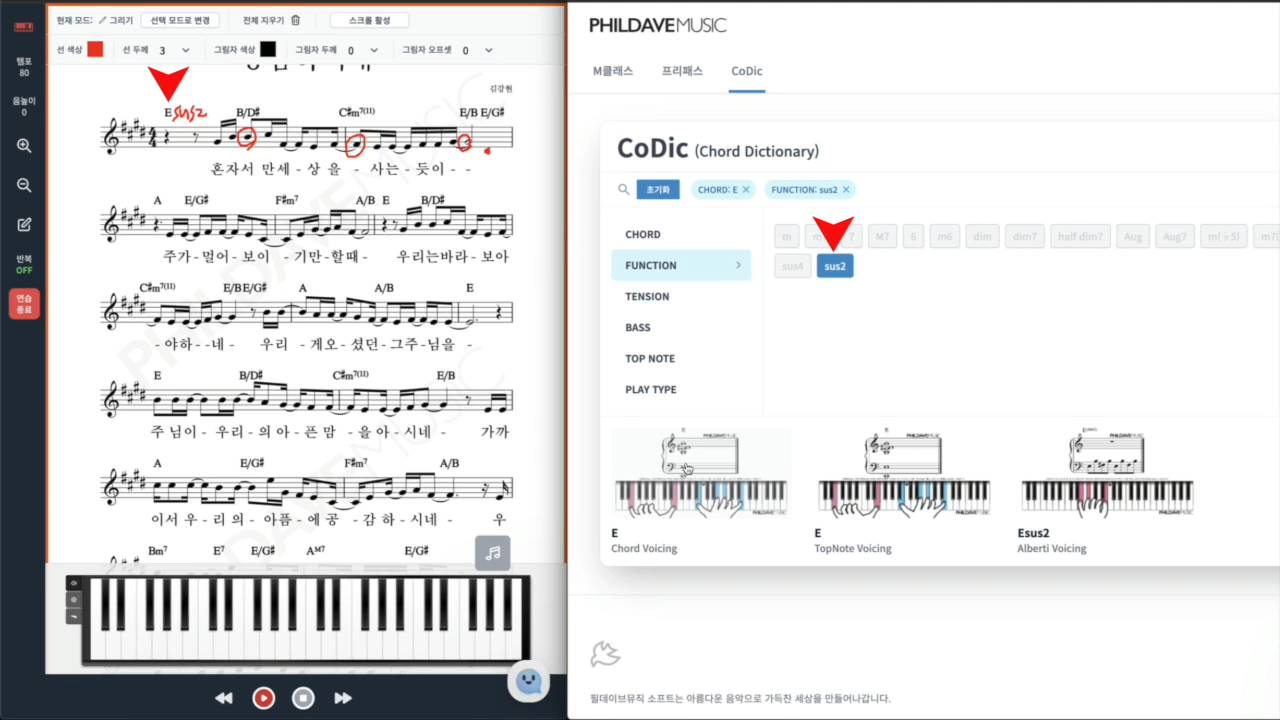 현재 모드: 그리기 선택 모드로 변경 전체 지우기 스크롤 활성
선 색상 선 두께 3 그림자 색상 그림자 두께 0 그림자 오프셋 0
템포
80
음높이
0
반복
OFF
연습
종료
김강현
E sus2 B/D# C#m7(11) E/B E/G#
혼자서 만세 - 상 을 - 사는 - 듯이 - -
A E/G# F#m7 A/B E B/D#
주가 - 멀어 - 보이 - 기만 - 할때 - 우리는바라 - 보아
C#m7(11) E/B E/G# A A/B E
- 야하 - - 네 - 우리 - 게오 - 셨던 - 그주 - 님을 -
E B/D# C#m7(11) E/B
주 님이 - 우리 - 의 아 - 픈 맘 - 을 아 - 시네 - 가까
A E/G# F#m7 A/B
이서 우 - 리 의 - 아픔 - 에 공 - 감 하 - 시네 - 우
Bm7 E7 E/G# AM7 E/G#
PHILDAVEMUSIC
PHILDAVEMUSIC
M클래스 프리패스 CoDic
CoDic (Chord Dictionary)
초기화 CHORD: E × FUNCTION: sus2 ×
CHORD
FUNCTION
TENSION
BASS
TOP NOTE
PLAY TYPE
m 7 M7 6 m6 dim dim7 half dim7 Aug Aug7 m(♭5)
sus4 sus2
E
Chord Voicing
E
TopNote Voicing
Esus2
Alberti Voicing
필데이브뮤직 소프트는 아름다운 음악으로 가득찬 세상을 만들어나갑니다.